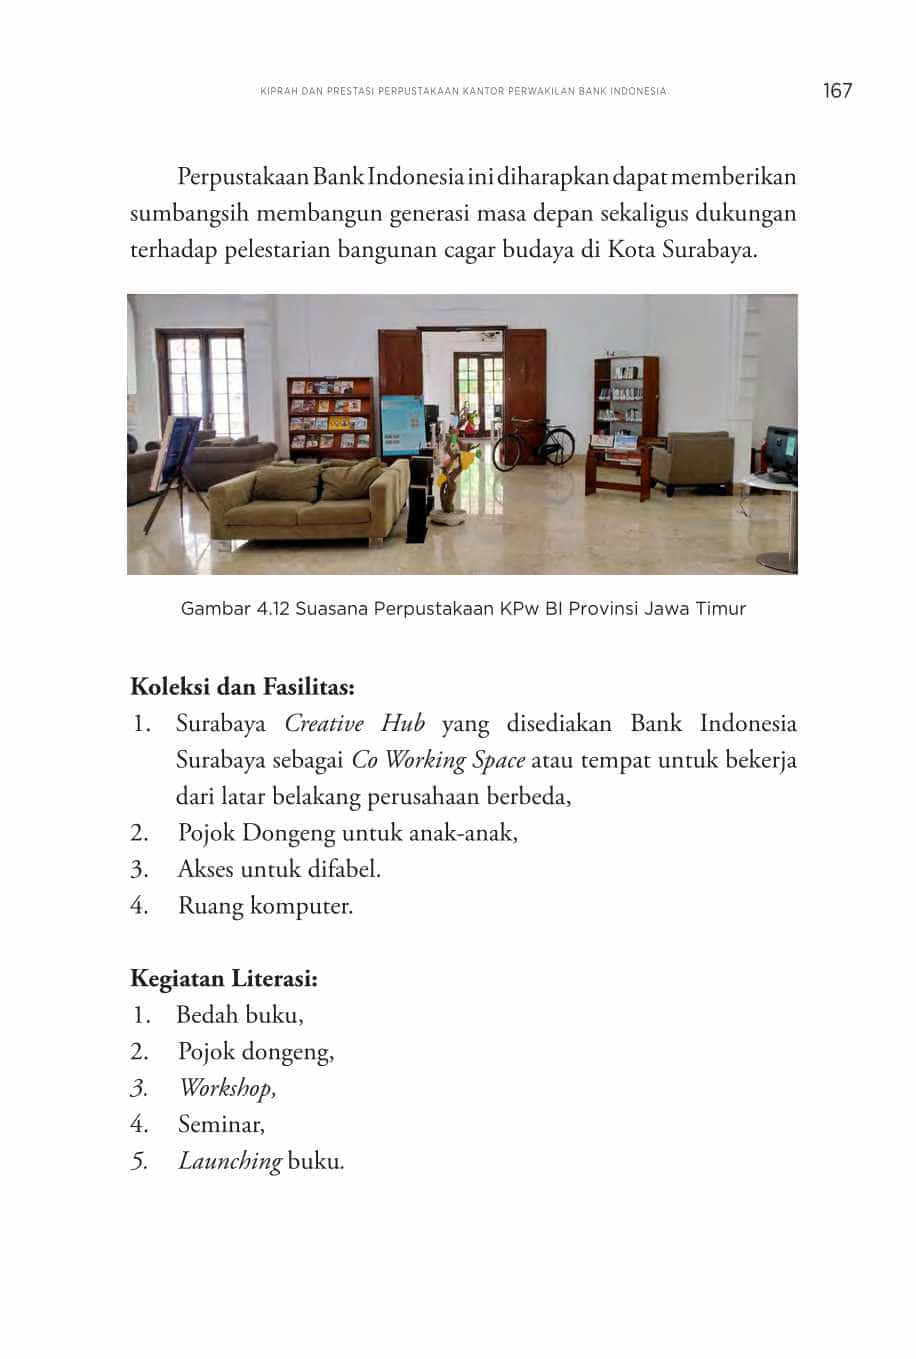 KIPRAH DAN PRESTASI PERPUSTAKAAN KANTOR PERWAKILAN BANK INDONESIA 167
Perpustakaan Bank Indonesia ini diharapkan dapat memberikan
sumbangsih membangun generasi masa depan sekaligus dukungan
terhadap pelestarian bangunan cagar budaya di Kota Surabaya.
Gambar 4.12 Suasana Perpustakaan KPw BI Provinsi Jawa Timur
Koleksi dan Fasilitas:
1. Surabaya Creative Hub yang disediakan Bank Indonesia
Surabaya sebagai Co Working Space atau tempat untuk bekerja
dari latar belakang perusahaan berbeda,
2. Pojok Dongeng untuk anak-anak,
3. Akses untuk difabel.
4. Ruang komputer.
Kegiatan Literasi:
1. Bedah buku,
2. Pojok dongeng,
3. Workshop,
4. Seminar,
5. Launching buku.